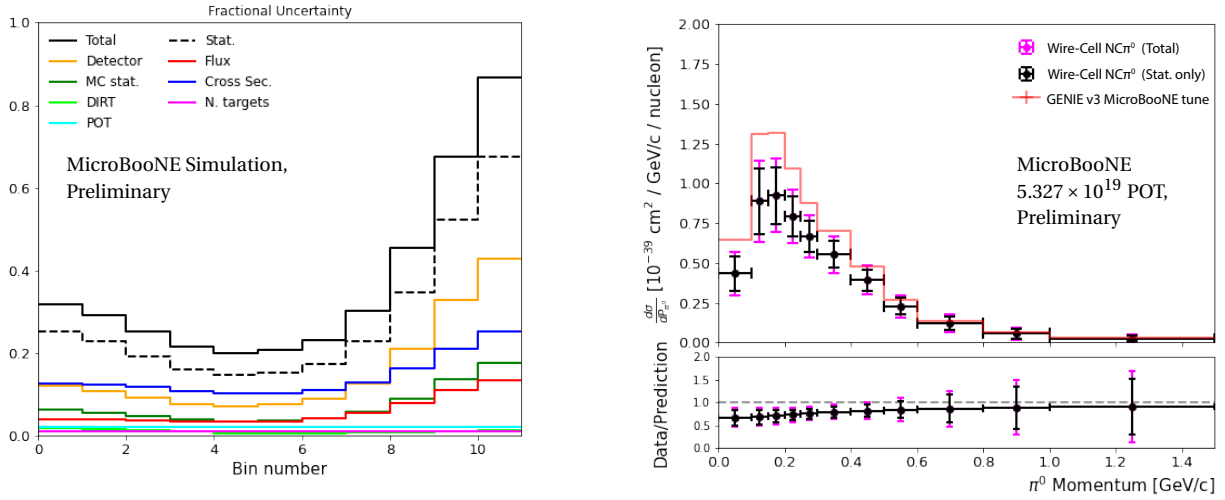 Fractional Uncertainty
1.0
0.8
0.6
0.4
0.2
0.0
Total
Detector
MC stat.
DIRT
POT
Stat.
Flux
Cross Sec.
N. targets
MicroBooNE Simulation,
Preliminary
0 2 4 6 8 10
Bin number
dσ/dPπ⁰ [10⁻³⁹ cm² / GeV/c / nucleon]
2.00
1.75
1.50
1.25
1.00
0.75
0.50
0.25
0.00
Wire-Cell NCπ⁰ (Total)
Wire-Cell NCπ⁰ (Stat. only)
GENIE v3 MicroBooNE tune
MicroBooNE
5.327 × 10¹⁹ POT,
Preliminary
Data/Prediction
2.0
1.5
1.0
0.5
0.0
0.0 0.2 0.4 0.6 0.8 1.0 1.2 1.4
π⁰ Momentum [GeV/c]